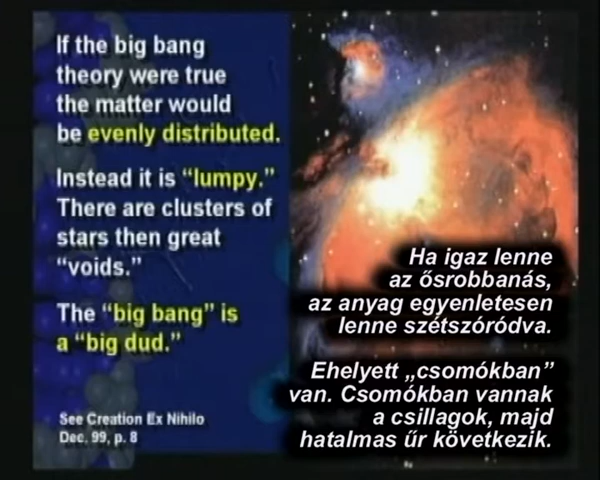 If the big bang
theory were true
the matter would
be evenly distributed.
Instead it is “lumpy.”
There are clusters of
stars then great
“voids.”
The “big bang” is
a “big dud.”
See Creation Ex Nihilo
Dec. 99, p. 8
Ha igaz lenne
az ősrobbanás,
az anyag egyenletesen
lenne szétszóródva.
Ehelyett „csomókban”
van. Csomókban vannak
a csillagok, majd
hatalmas űr következik.